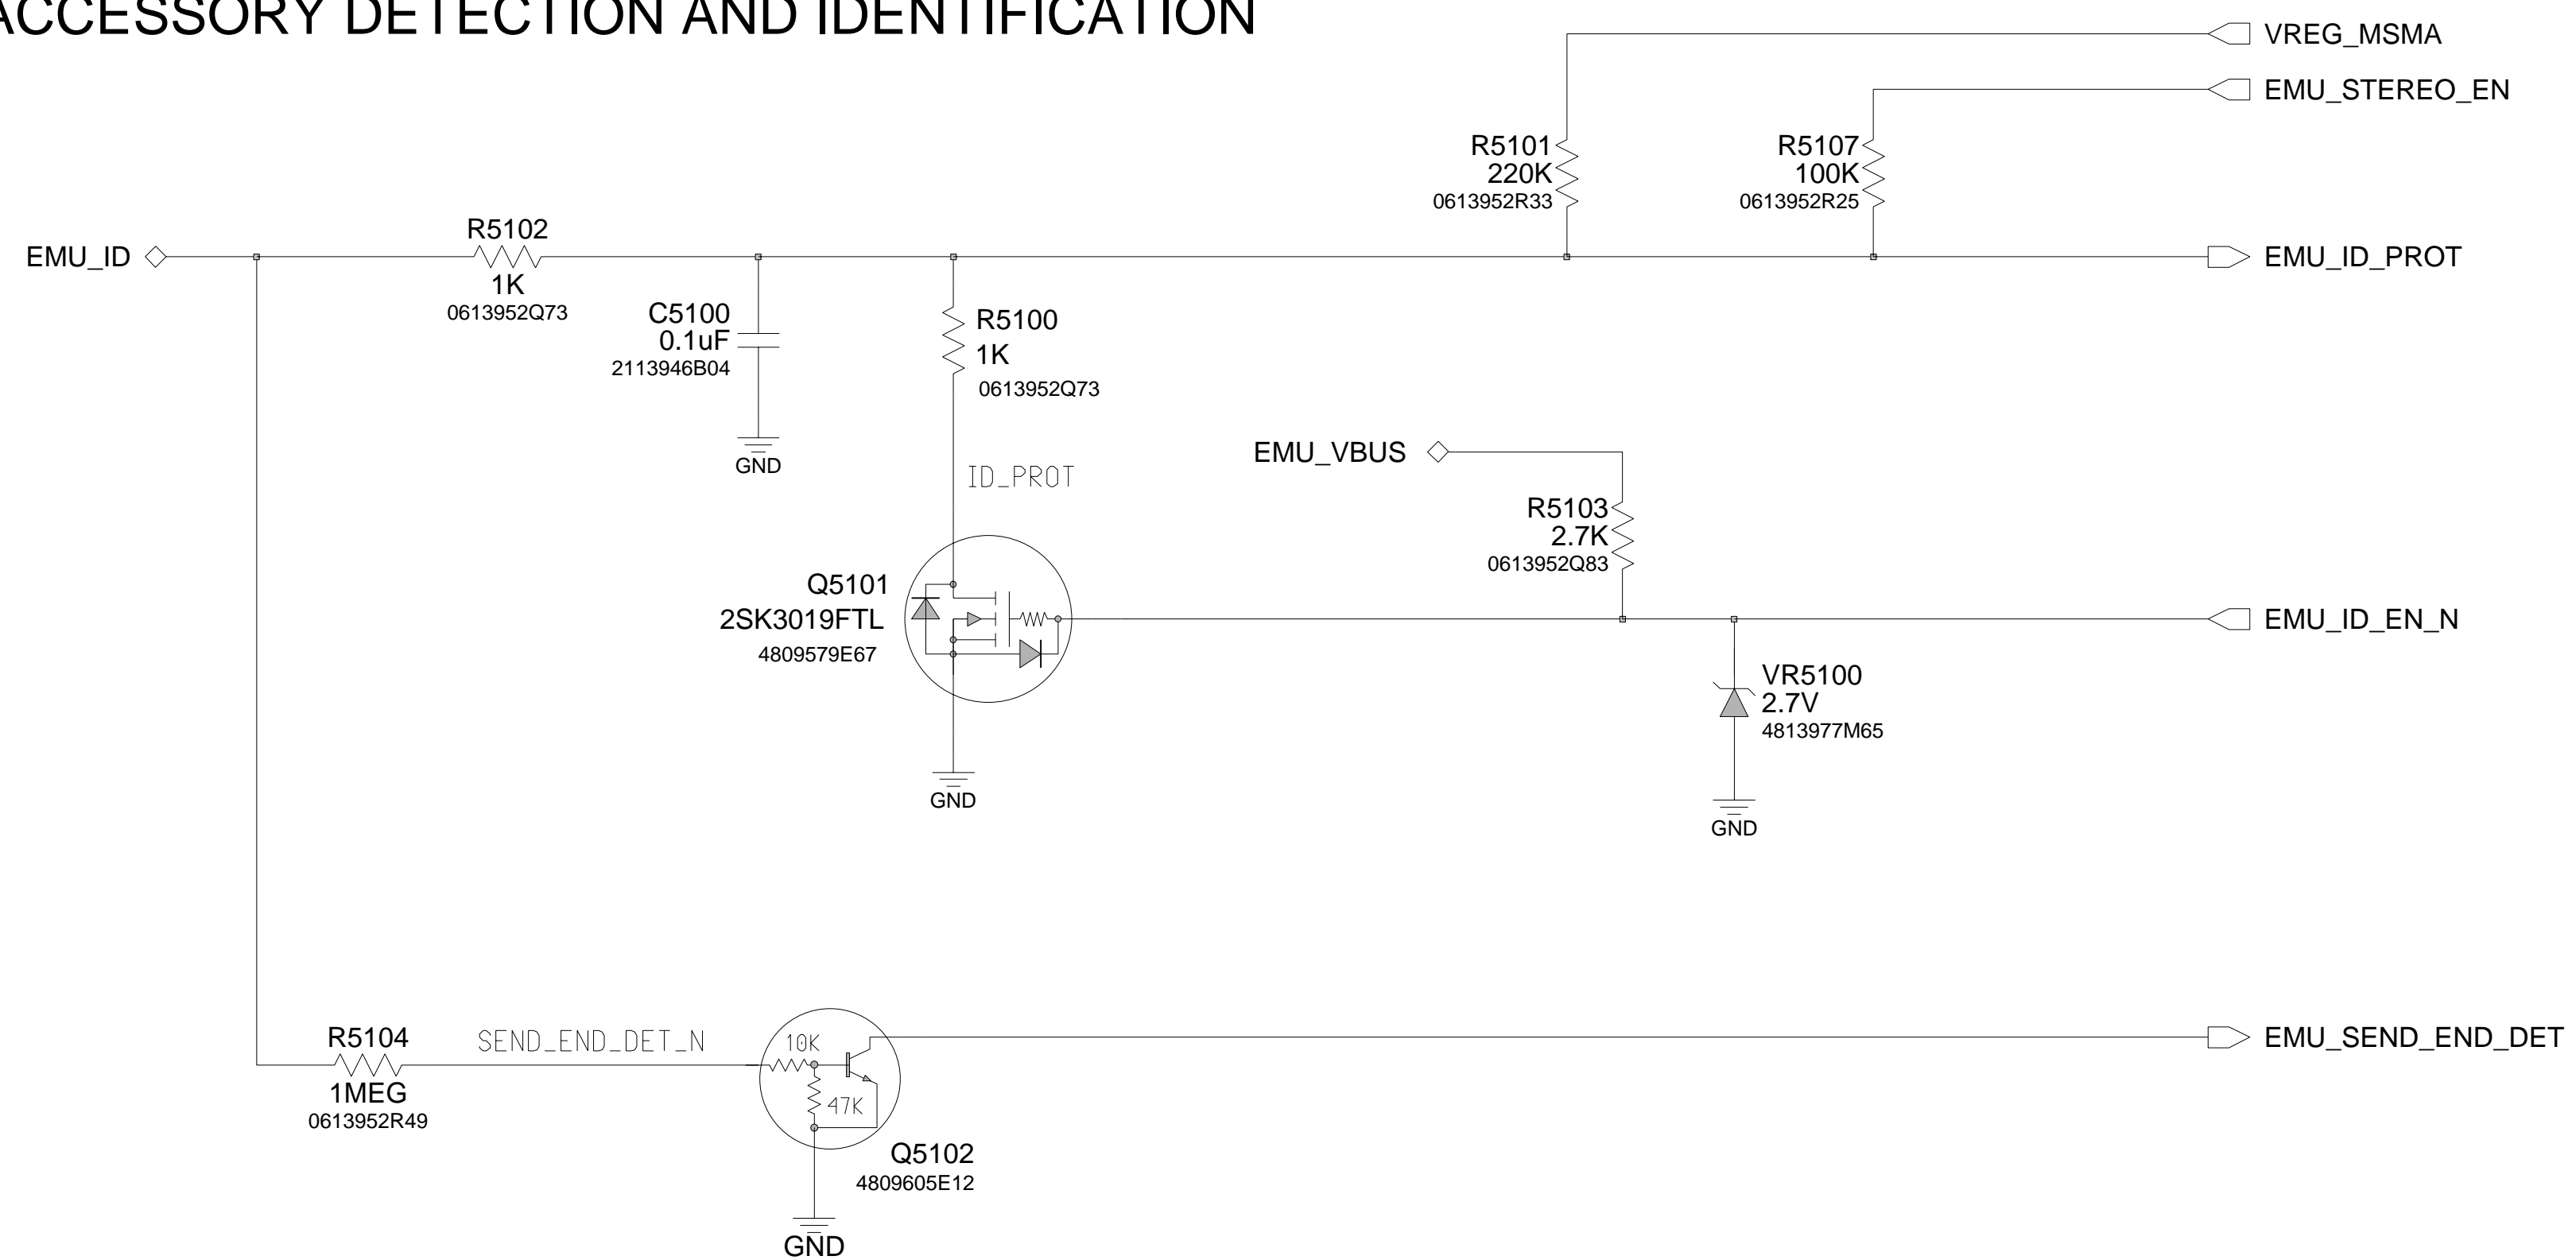 ACCESSORY DETECTION AND IDENTIFICATION
VREG_MSMA
EMU_STEREO_EN
R5101
220K
0613952R33
R5107
100K
0613952R25
EMU_ID
R5102
1K
0613952Q73
EMU_ID_PROT
C5100
0.1uF
2113946B04
GND
R5100
1K
0613952Q73
ID_PROT
EMU_VBUS
R5103
2.7K
0613952Q83
Q5101
2SK3019FTL
4809579E67
GND
EMU_ID_EN_N
VR5100
2.7V
4813977M65
GND
R5104
1MEG
0613952R49
SEND_END_DET_N
10K
47K
Q5102
4809605E12
GND
EMU_SEND_END_DET